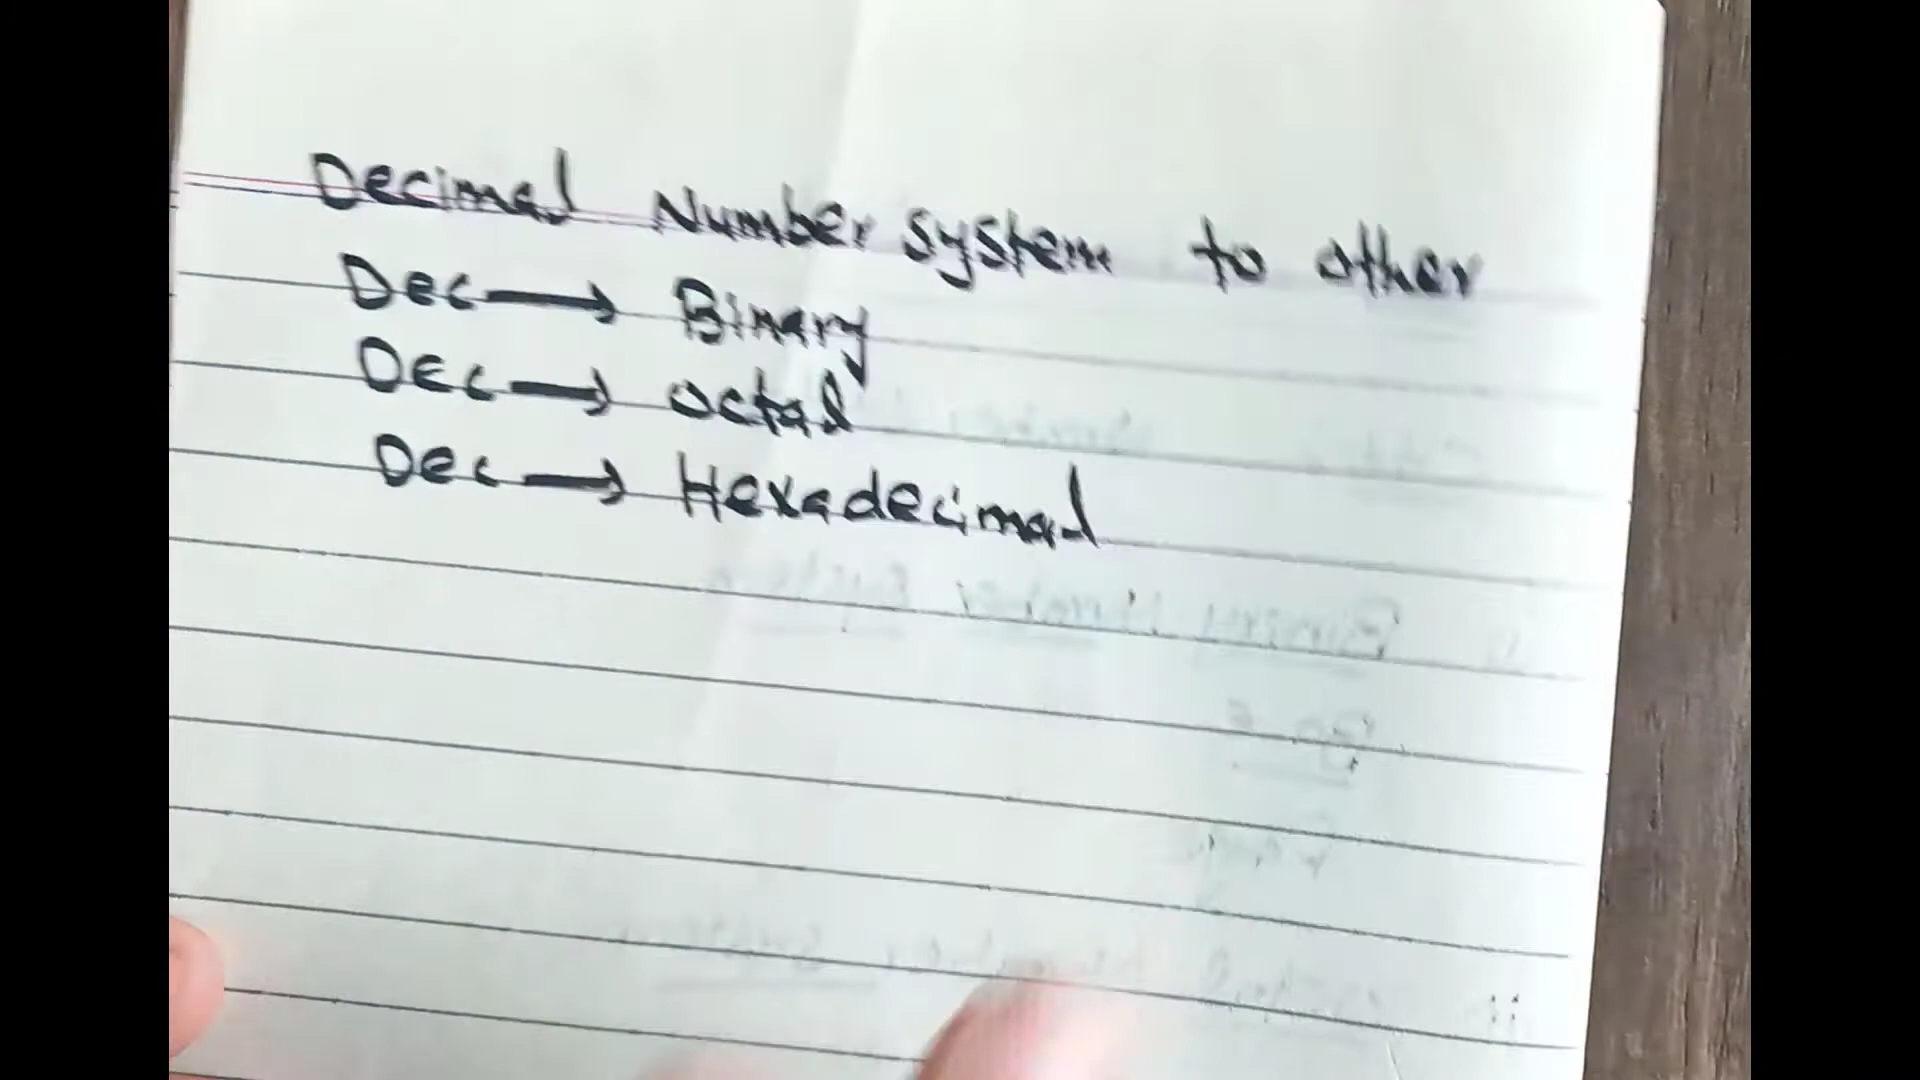 Decimal Number system to other
Dec → Binary
Dec → octal
Dec → Hexadecimal